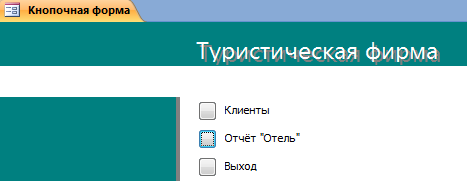 Кнопочная форма
Туристическая фирма
Клиенты
Отчёт "Отель"
Выход